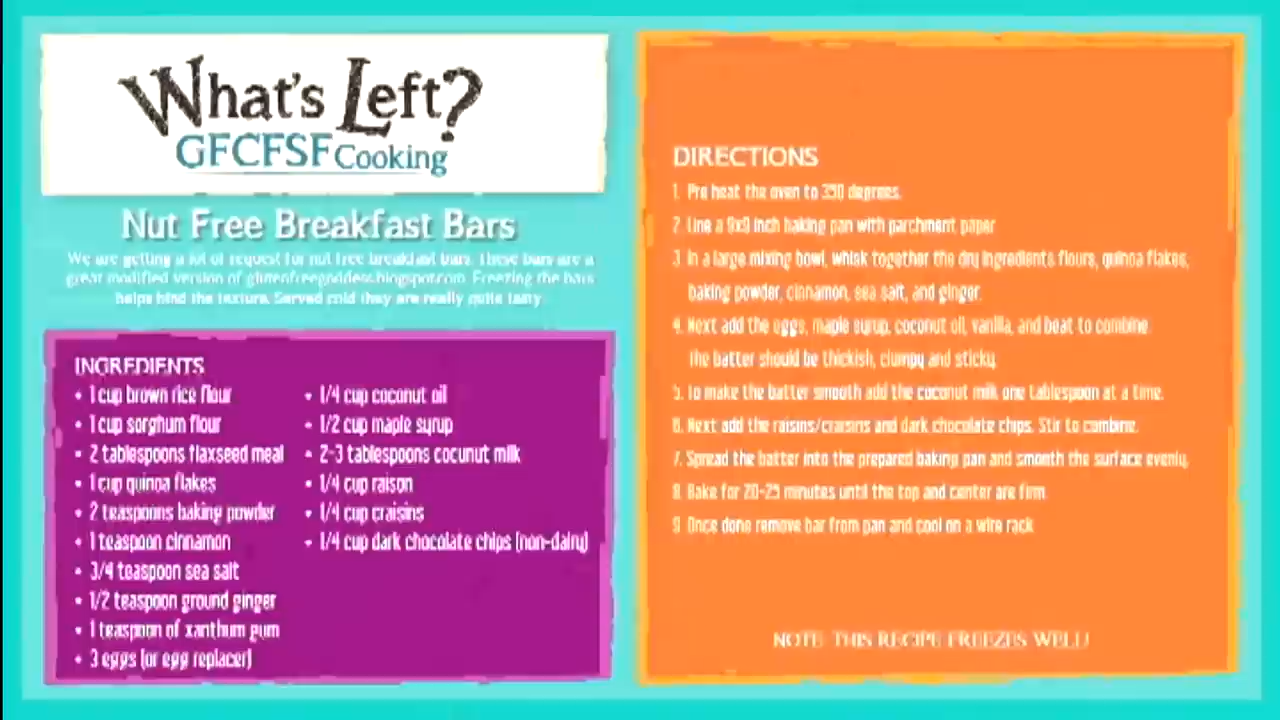 What's Left?
GFCFSF Cooking
Nut Free Breakfast Bars
We are getting a lot of request for nut free breakfast bars. These bars are a
great modified version of glutenfreegoddess.blogspot.com. Freezing the bars
helps bind the texture. Served cold they are really quite tasty.
INGREDIENTS
• 1 cup brown rice flour
• 1 cup sorghum flour
• 2 tablespoons flaxseed meal
• 1 cup quinoa flakes
• 2 teaspoons baking powder
• 1 teaspoon cinnamon
• 3/4 teaspoon sea salt
• 1/2 teaspoon ground ginger
• 1 teaspoon of xanthum gum
• 3 eggs (or egg replacer)
• 1/4 cup coconut oil
• 1/2 cup maple syrup
• 2-3 tablespoons cocunut milk
• 1/4 cup raison
• 1/4 cup craisins
• 1/4 cup dark chocolate chips (non-dairy)
DIRECTIONS
1. Pre heat the oven to 350 degrees.
2. Line a 9x9 inch baking pan with parchment paper
3. In a large mixing bowl, whisk together the dry ingredients flours, quinoa flakes,
baking powder, cinnamon, sea salt, and ginger.
4. Next add the eggs, maple syrup, coconut oil, vanilla, and beat to combine.
The batter should be thickish, clumpy and sticky.
5. To make the batter smooth add the coconut milk one tablespoon at a time.
6. Next add the raisins/craisins and dark chocolate chips. Stir to combine.
7. Spread the batter into the prepared baking pan and smooth the surface evenly.
8. Bake for 20-25 minutes until the top and center are firm.
9. Once done remove bar from pan and cool on a wire rack.
NOTE: THIS RECIPE FREEZES WELL!